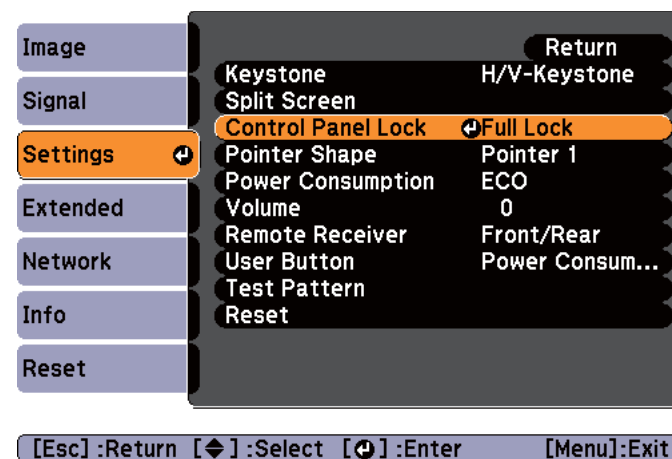 Image
Signal
Settings
Extended
Network
Info
Reset
Return
Keystone H/V-Keystone
Split Screen
Control Panel Lock Full Lock
Pointer Shape Pointer 1
Power Consumption ECO
Volume 0
Remote Receiver Front/Rear
User Button Power Consum...
Test Pattern
Reset
[Esc] :Return [ ] :Select [ ] :Enter [Menu]:Exit